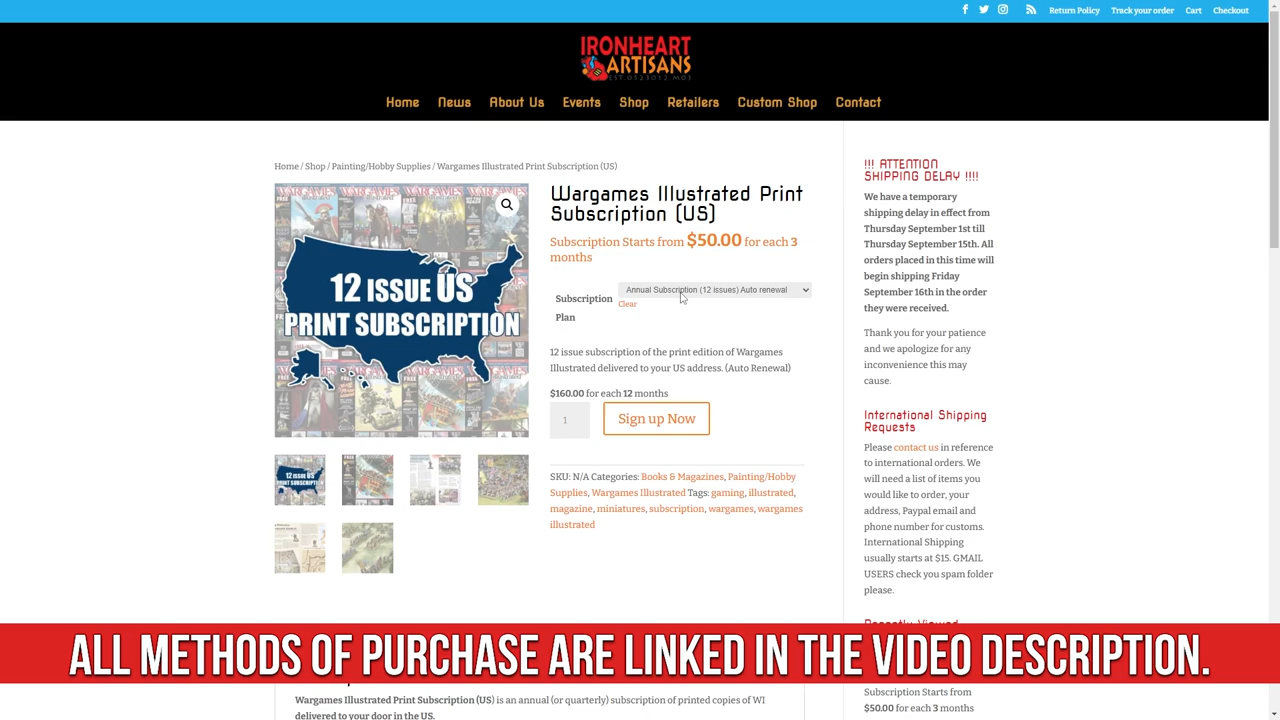 Return Policy Track your order Cart Checkout
IRONHEART
ARTISANS
Home News About Us Events Shop Retailers Custom Shop Contact
Home / Shop / Painting/Hobby Supplies / Wargames Illustrated Print Subscription (US)
12 ISSUE US
PRINT SUBSCRIPTION
Wargames Illustrated Print
Subscription (US)
Subscription Starts from $50.00 for each 3
months
Subscription
Plan
Annual Subscription (12 issues) Auto renewal
Clear
12 issue subscription of the print edition of Wargames
Illustrated delivered to your US address. (Auto Renewal)
$160.00 for each 12 months
1
Sign up Now
SKU: N/A Categories: Books & Magazines, Painting/Hobby
Supplies, Wargames Illustrated Tags: gaming, illustrated,
magazine, miniatures, subscription, wargames, wargames
illustrated
!!! ATTENTION
SHIPPING DELAY !!!!
We have a temporary
shipping delay in effect from
Thursday September 1st till
Thursday September 15th. All
orders placed in this time will
begin shipping Friday
September 16th in the order
they were received.
Thank you for your patience
and we apologize for any
inconvenience this may
cause.
International Shipping
Requests
Please contact us in reference
to international orders. We
will need a list of items you
would like to order, your
address, Paypal email and
phone number for customs.
International Shipping
usually starts at $15. GMAIL
USERS check you spam folder
please.
Recently Viewed
ALL METHODS OF PURCHASE ARE LINKED IN THE VIDEO DESCRIPTION.
Wargames Illustrated Print Subscription (US) is an annual (or quarterly) subscription of printed copies of WI
delivered to your door in the US.
Subscription Starts from
$50.00 for each 3 months